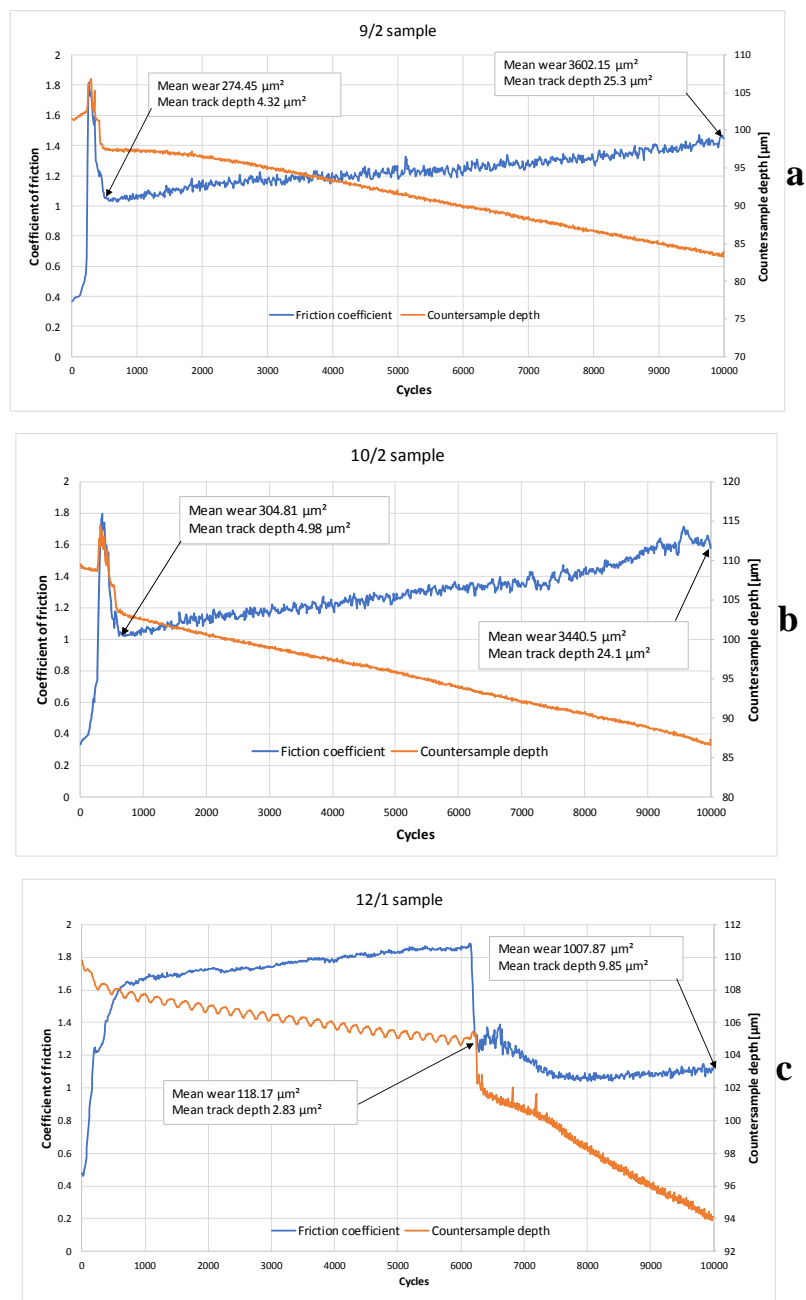 9/2 sample
2
1.8
1.6
1.4
1.2
1
0.8
0.6
0.4
0.2
0
Coefficient of friction
110
105
100
95
90
85
80
75
70
Countersample depth [µm]
Mean wear 274.45 µm²
Mean track depth 4.32 µm²
Mean wear 3602.15 µm²
Mean track depth 25.3 µm²
Friction coefficient Countersample depth
0 1000 2000 3000 4000 5000 6000 7000 8000 9000 10000
Cycles
a
10/2 sample
2
1.8
1.6
1.4
1.2
1
0.8
0.6
0.4
0.2
0
Coefficient of friction
120
115
110
105
100
95
90
85
80
Countersample depth [µm]
Mean wear 304.81 µm²
Mean track depth 4.98 µm²
Mean wear 3440.5 µm²
Mean track depth 24.1 µm²
Fiction coefficient Countersample depth
0 1000 2000 3000 4000 5000 6000 7000 8000 9000 10000
Cycles
b
12/1 sample
2
1.8
1.6
1.4
1.2
1
0.8
0.6
0.4
0.2
0
Coefficient of friction
112
110
108
106
104
102
100
98
96
94
92
Countersample depth [µm]
Mean wear 1007.87 µm²
Mean track depth 9.85 µm²
Mean wear 118.17 µm²
Mean track depth 2.83 µm²
Friction coefficient Countersample depth
0 1000 2000 3000 4000 5000 6000 7000 8000 9000 10000
Cycles
c